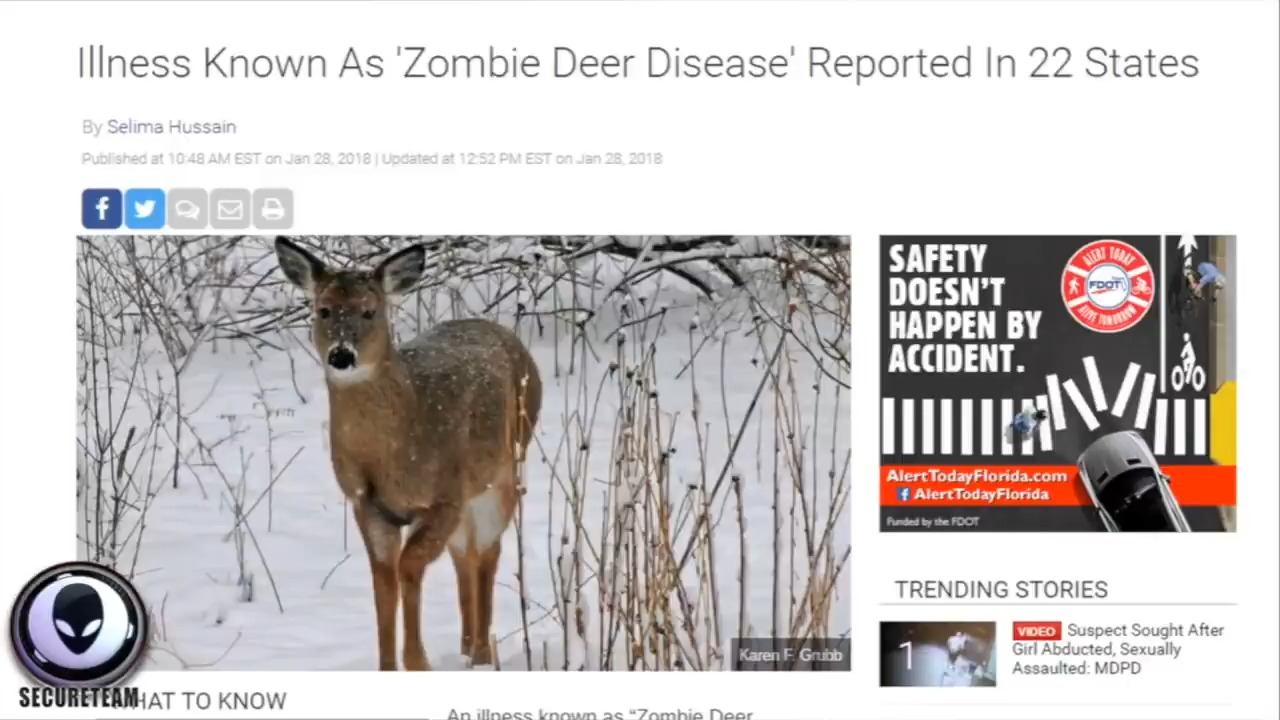 Illness Known As 'Zombie Deer Disease' Reported In 22 States
By Selima Hussain
Published at 10:48 AM EST on Jan 28, 2018 | Updated at 12:52 PM EST on Jan 28, 2018
SAFETY
DOESN'T
HAPPEN BY
ACCIDENT.
ALERT TODAY
FDOT
ALIVE TOMORROW
AlertTodayFlorida.com
AlertTodayFlorida
Funded by the FDOT
Karen F. Grubb
TRENDING STORIES
1
VIDEO Suspect Sought After
Girl Abducted, Sexually
Assaulted: MDPD
SECURETEAM
HAT TO KNOW
An illness known as “Zombie Deer